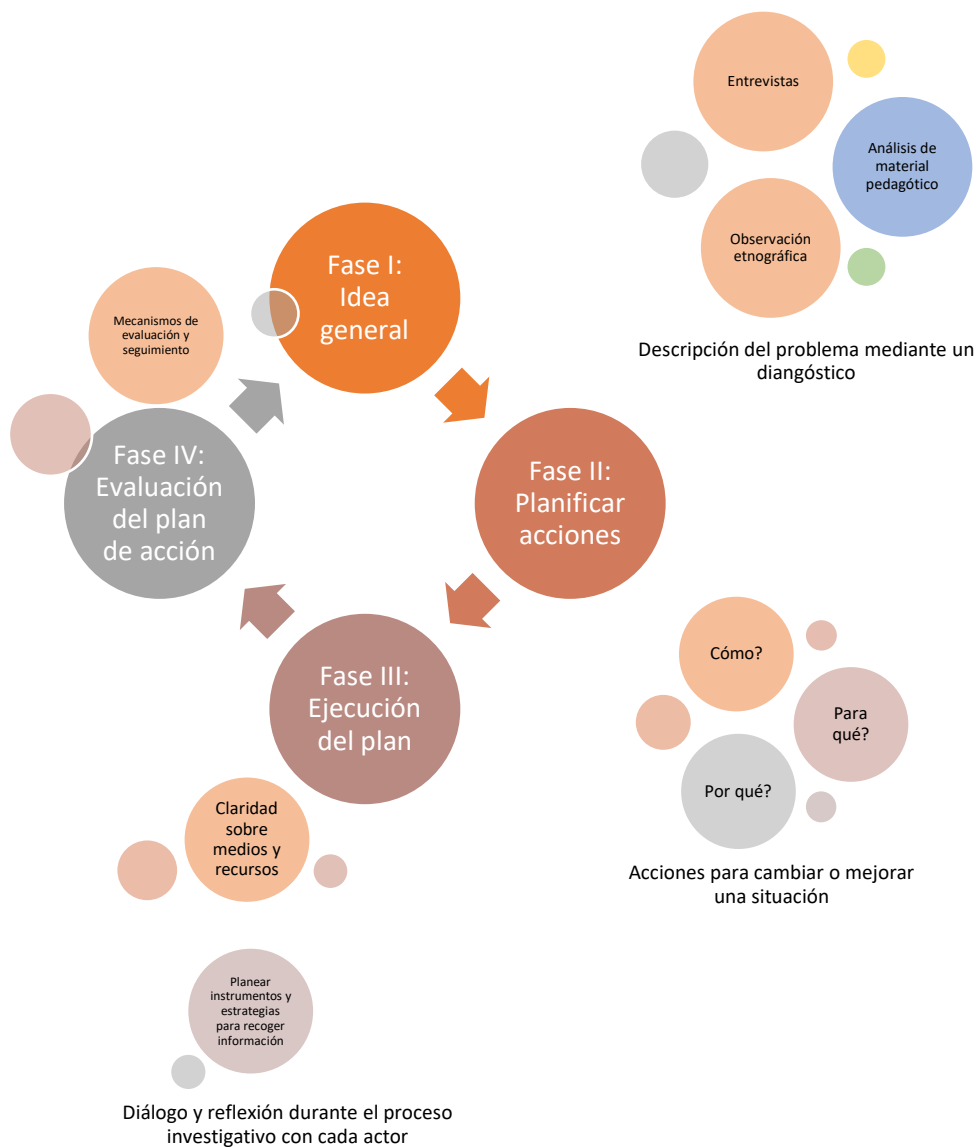 Fase I:
Idea
general
Entrevistas
Análisis de
material
pedagótico
Observación
etnográfica
Descripción del problema mediante un
diangóstico
Fase II:
Planificar
acciones
Cómo?
Para
qué?
Por qué?
Acciones para cambiar o mejorar
una situación
Fase III:
Ejecución
del plan
Claridad
sobre
medios y
recursos
Planear
instrumentos y
estrategias
para recoger
información
Diálogo y reflexión durante el proceso
investigativo con cada actor
Fase IV:
Evaluación
del plan
de acción
Mecanismos de
evaluación y
seguimiento